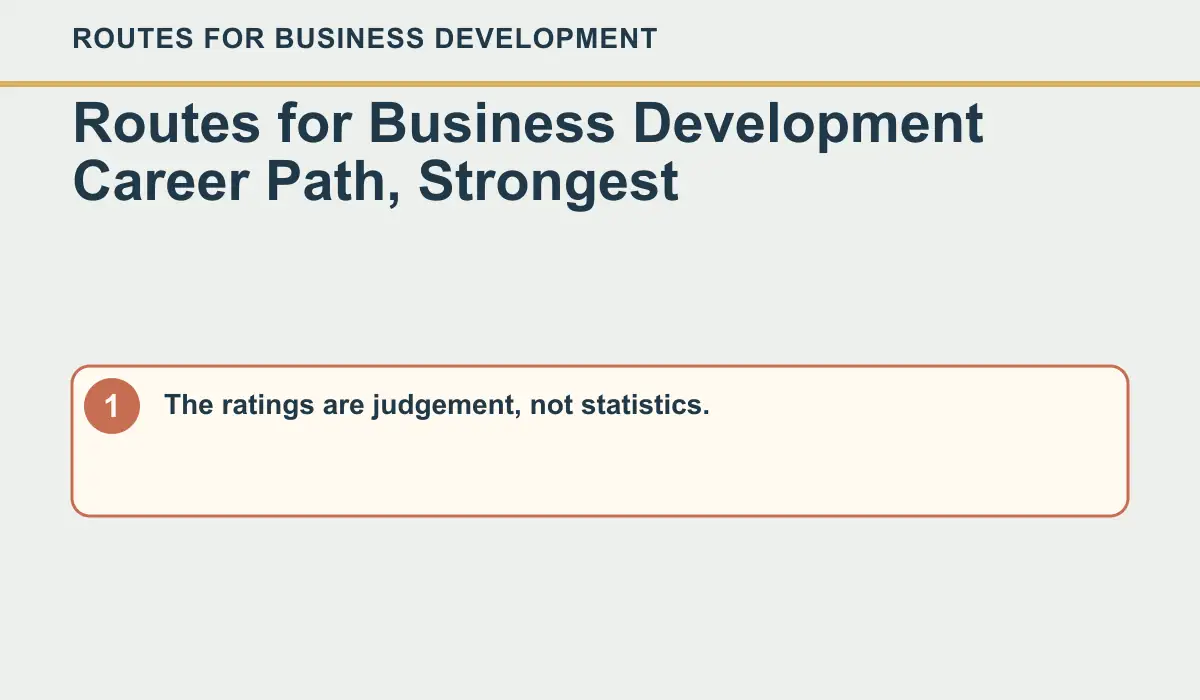 ROUTES FOR BUSINESS DEVELOPMENT
Routes for Business Development
Career Path, Strongest
1 The ratings are judgement, not statistics.